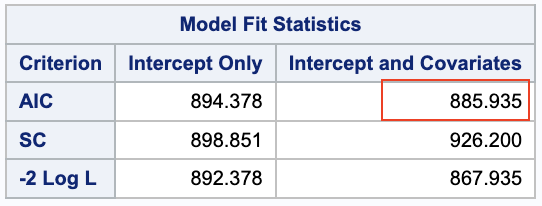 Model Fit Statistics
Criterion Intercept Only Intercept and Covariates
AIC 894.378 885.935
SC 898.851 926.200
-2 Log L 892.378 867.935